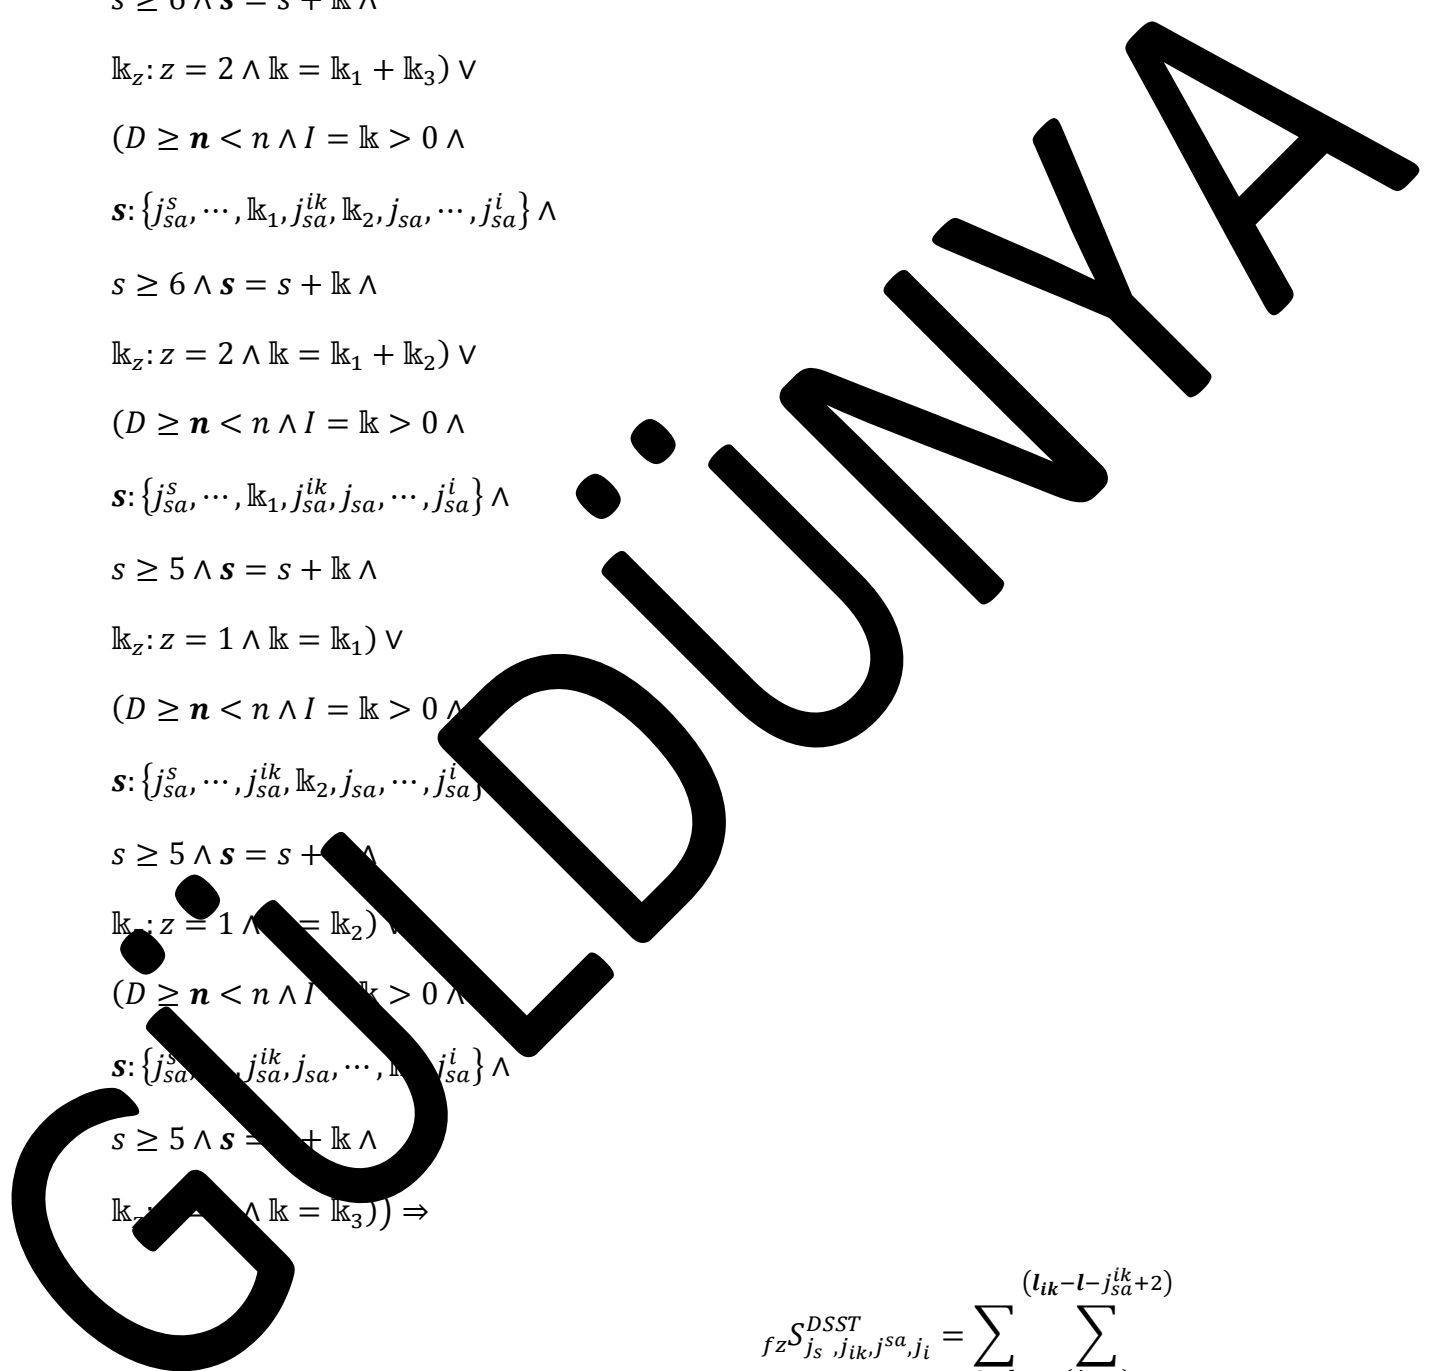 s ≥ 6 ∧ 𝒔 = s + 𝕜 ∧
𝕜_z: z = 2 ∧ 𝕜 = 𝕜_1 + 𝕜_3) ∨
(D ≥ 𝒏 < n ∧ I = 𝕜 > 0 ∧
𝒔: {j_{sa}^{s}, ⋯, 𝕜_1, j_{sa}^{ik}, 𝕜_2, j_{sa}, ⋯, j_{sa}^{i}} ∧
s ≥ 6 ∧ 𝒔 = s + 𝕜 ∧
𝕜_z: z = 2 ∧ 𝕜 = 𝕜_1 + 𝕜_2) ∨
(D ≥ 𝒏 < n ∧ I = 𝕜 > 0 ∧
𝒔: {j_{sa}^{s}, ⋯, 𝕜_1, j_{sa}^{ik}, j_{sa}, ⋯, j_{sa}^{i}} ∧
s ≥ 5 ∧ 𝒔 = s + 𝕜 ∧
𝕜_z: z = 1 ∧ 𝕜 = 𝕜_1) ∨
(D ≥ 𝒏 < n ∧ I = 𝕜 > 0 ∧
𝒔: {j_{sa}^{s}, ⋯, j_{sa}^{ik}, 𝕜_2, j_{sa}, ⋯, j_{sa}^{i}}
s ≥ 5 ∧ 𝒔 = s + ∧
𝕜_z: z = 1 ∧ = 𝕜_2) ∨
(D ≥ 𝒏 < n ∧ I = 𝕜 > 0 ∧
𝒔: {j_{sa}^{s}, , j_{sa}^{ik}, j_{sa}, ⋯, j_{sa}^{i}} ∧
s ≥ 5 ∧ 𝒔 = + 𝕜 ∧
𝕜_z: ∧ 𝕜 = 𝕜_3)) ⇒
_{fz}S_{j_s,j_{ik},j^{sa},j_i}^{DSST} = ∑ ∑^{(𝒍_{𝒊𝒌}−𝒍−j_{sa}^{ik}+2)}
GÜLDÜNYA